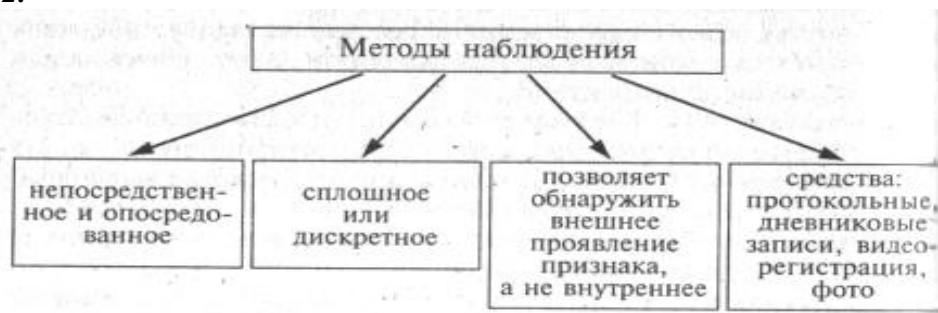 2.
Методы наблюдения
непосредствен-
ное и опосредо-
ванное
сплошное
или
дискретное
позволяет
обнаружить
внешнее
проявление
признака,
а не внутреннее
средства:
протокольные,
дневниковые
записи, видео-
регистрация,
фото